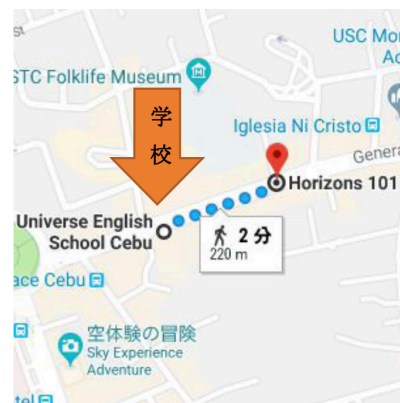 USC Mo
Ac
STC Folklife Museum
学
校
Iglesia Ni Cristo
General
Horizons 101
Universe English
School Cebu
2 分
220 m
ace Cebu
空体験の冒険
Sky Experience
Adventure
tel